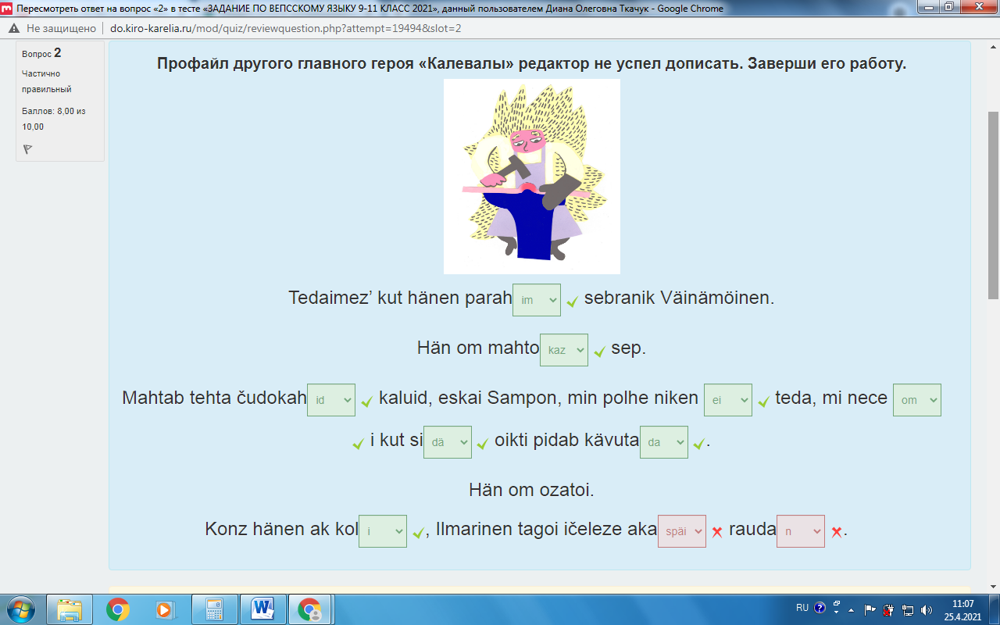 Пересмотреть ответ на вопрос «2» в тесте «ЗАДАНИЕ ПО ВЕПССКОМУ ЯЗЫКУ 9-11 КЛАСС 2021», данный пользователем Диана Олеговна Ткачук - Google Chrome
Не защищено | do.kiro-karelia.ru/mod/quiz/reviewquestion.php?attempt=19494&slot=2
Вопрос 2
Частично
правильный
Баллов: 8,00 из
10,00
Профайл другого главного героя «Калевалы» редактор не успел дописать. Заверши его работу.
Tedaimez’ kut hänen parah im sebranik Väinämöinen.
Hän om mahto kaz sep.
Mahtab tehta čudokah id kaluid, eskai Sampon, min polhe niken ei teda, mi nece om
i kut si dä oikti pidab kävuta da .
Hän om ozatoi.
Konz hänen ak kol i , Ilmarinen tagoi ičeleze aka späi rauda n .
RU
11:07
25.4.2021